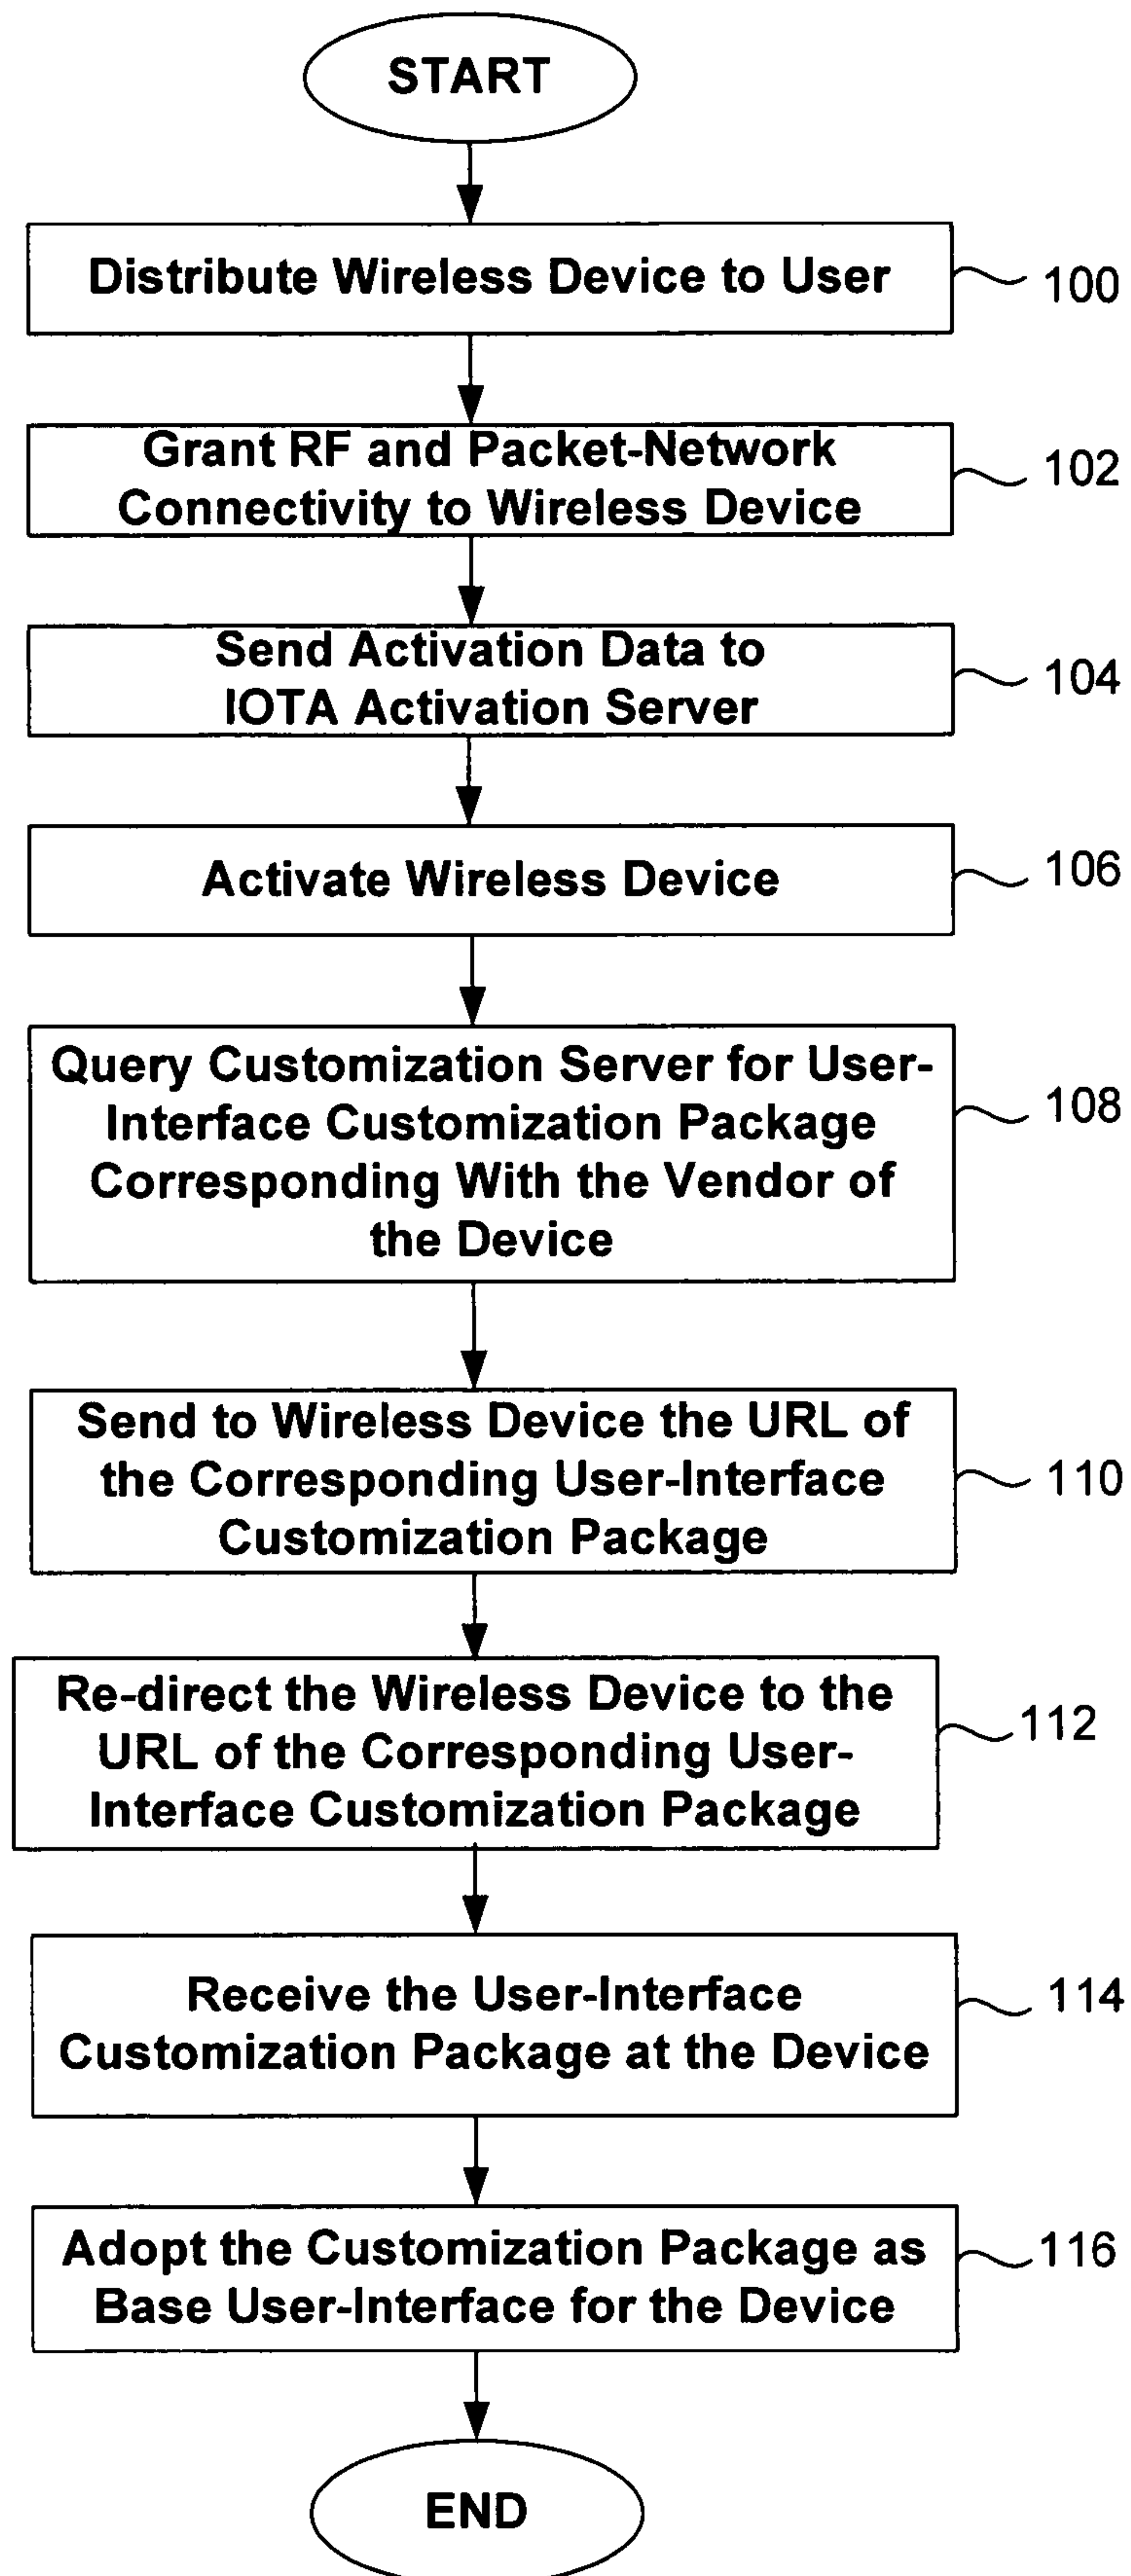 START
Distribute Wireless Device to User
100
Grant RF and Packet-Network
Connectivity to Wireless Device
102
Send Activation Data to
IOTA Activation Server
104
Activate Wireless Device
106
Query Customization Server for User-
Interface Customization Package
Corresponding With the Vendor of
the Device
108
Send to Wireless Device the URL of
the Corresponding User-Interface
Customization Package
110
Re-direct the Wireless Device to the
URL of the Corresponding User-
Interface Customization Package
112
Receive the User-Interface
Customization Package at the Device
114
Adopt the Customization Package as
Base User-Interface for the Device
116
END